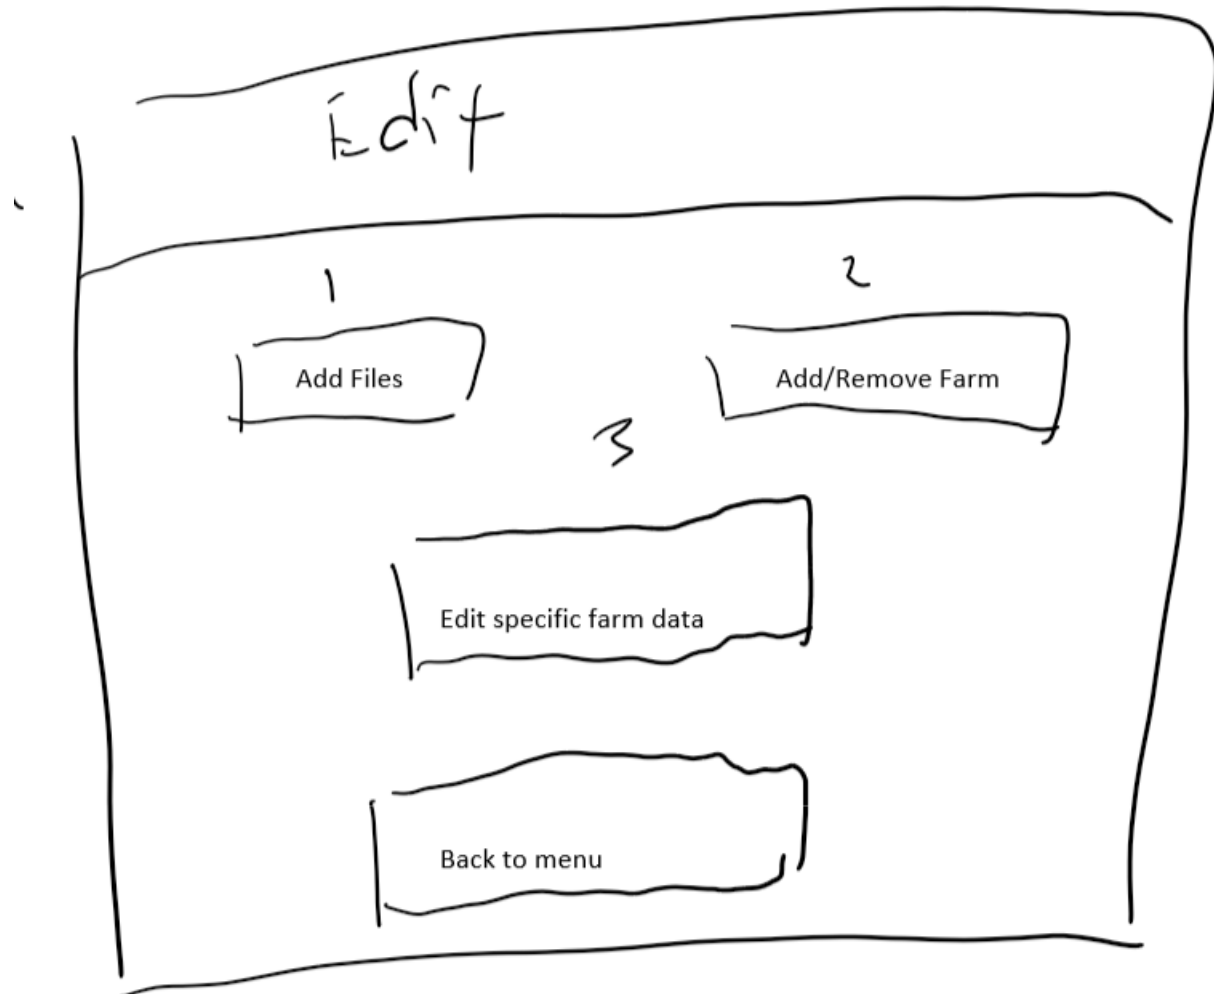 Edit
1 2
Add Files Add/Remove Farm
3
Edit specific farm data
Back to menu